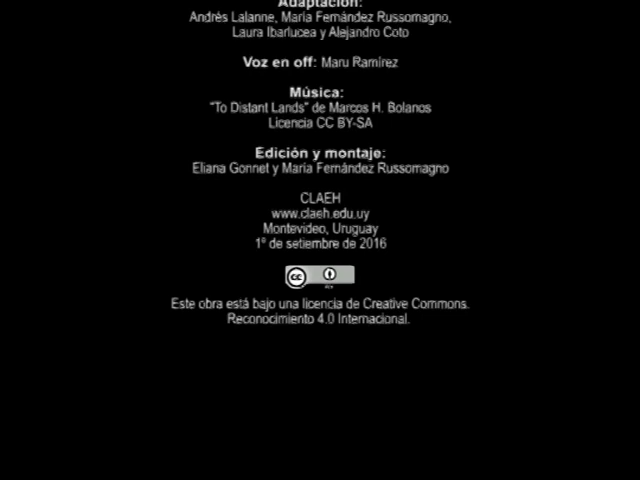 Adaptación:
Andrés Lalanne, María Fernández Russomagno,
Laura Ibarlucea y Alejandro Coto
Voz en off: Maru Ramírez
Música:
"To Distant Lands" de Marcos H. Bolanos
Licencia CC BY-SA
Edición y montaje:
Eliana Gonnet y María Fernández Russomagno
CLAEH
www.claeh.edu.uy
Montevideo, Uruguay
1º de setiembre de 2016
cc
Este obra está bajo una licencia de Creative Commons.
Reconocimiento 4.0 Internacional.